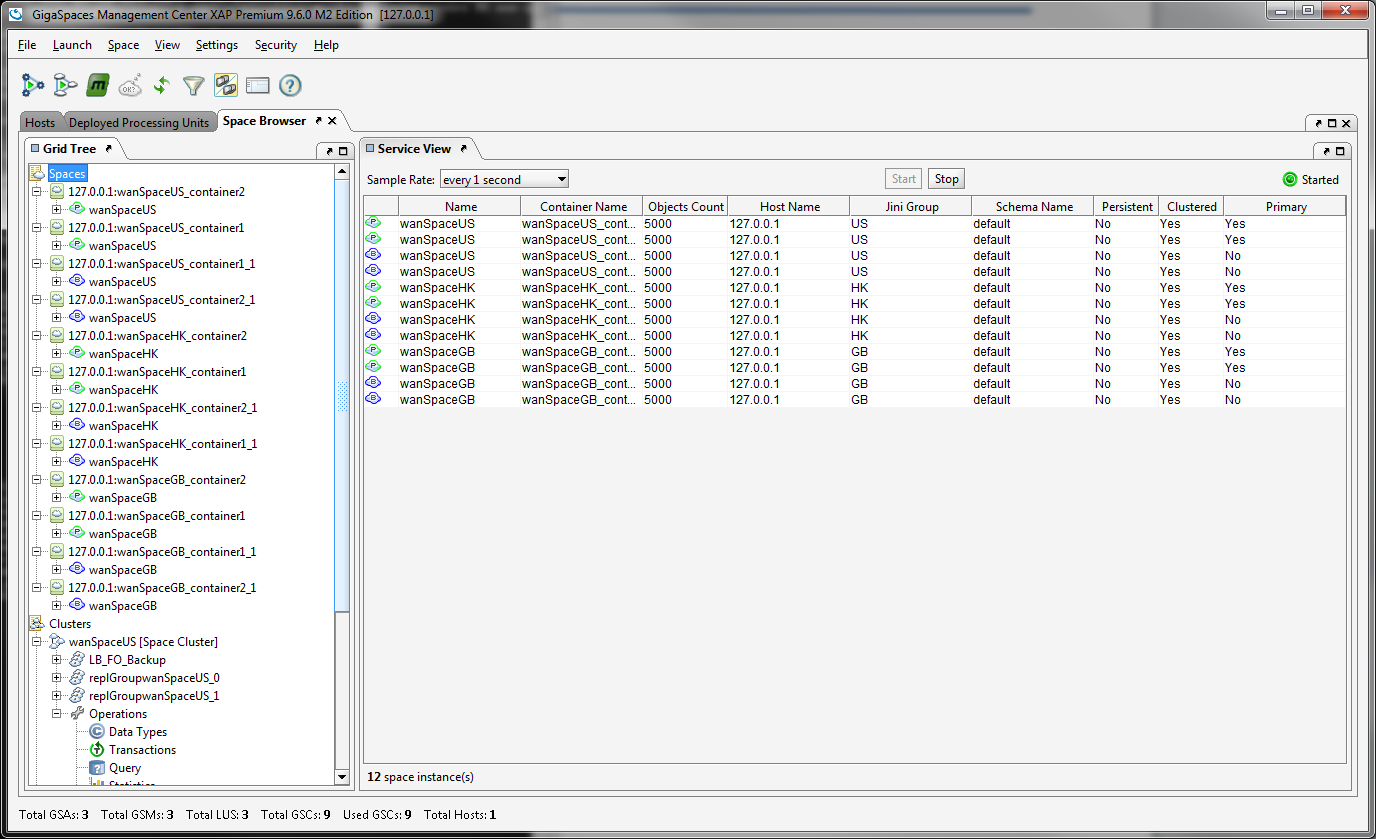 GigaSpaces Management Center XAP Premium 9.6.0 M2 Edition [127.0.0.1]
File Launch Space View Settings Security Help
Hosts Deployed Processing Units Space Browser
Grid Tree
Spaces
127.0.0.1:wanSpaceUS_container2
wanSpaceUS
127.0.0.1:wanSpaceUS_container1
wanSpaceUS
127.0.0.1:wanSpaceUS_container1_1
wanSpaceUS
127.0.0.1:wanSpaceUS_container2_1
wanSpaceUS
127.0.0.1:wanSpaceHK_container2
wanSpaceHK
127.0.0.1:wanSpaceHK_container1
wanSpaceHK
127.0.0.1:wanSpaceHK_container2_1
wanSpaceHK
127.0.0.1:wanSpaceHK_container1_1
wanSpaceHK
127.0.0.1:wanSpaceGB_container2
wanSpaceGB
127.0.0.1:wanSpaceGB_container1
wanSpaceGB
127.0.0.1:wanSpaceGB_container1_1
wanSpaceGB
127.0.0.1:wanSpaceGB_container2_1
wanSpaceGB
Clusters
wanSpaceUS [Space Cluster]
LB_FO_Backup
replGroupwanSpaceUS_0
replGroupwanSpaceUS_1
Operations
Data Types
Transactions
Query
Statistics
Service View
Sample Rate: every 1 second Start Stop Started
Name Container Name Objects Count Host Name Jini Group Schema Name Persistent Clustered Primary
wanSpaceUS wanSpaceUS_cont... 5000 127.0.0.1 US default No Yes Yes
wanSpaceUS wanSpaceUS_cont... 5000 127.0.0.1 US default No Yes Yes
wanSpaceUS wanSpaceUS_cont... 5000 127.0.0.1 US default No Yes No
wanSpaceUS wanSpaceUS_cont... 5000 127.0.0.1 US default No Yes No
wanSpaceHK wanSpaceHK_cont... 5000 127.0.0.1 HK default No Yes Yes
wanSpaceHK wanSpaceHK_cont... 5000 127.0.0.1 HK default No Yes Yes
wanSpaceHK wanSpaceHK_cont... 5000 127.0.0.1 HK default No Yes No
wanSpaceHK wanSpaceHK_cont... 5000 127.0.0.1 HK default No Yes No
wanSpaceGB wanSpaceGB_cont... 5000 127.0.0.1 GB default No Yes Yes
wanSpaceGB wanSpaceGB_cont... 5000 127.0.0.1 GB default No Yes Yes
wanSpaceGB wanSpaceGB_cont... 5000 127.0.0.1 GB default No Yes No
wanSpaceGB wanSpaceGB_cont... 5000 127.0.0.1 GB default No Yes No
12 space instance(s)
Total GSAs: 3 Total GSMs: 3 Total LUS: 3 Total GSCs: 9 Used GSCs: 9 Total Hosts: 1